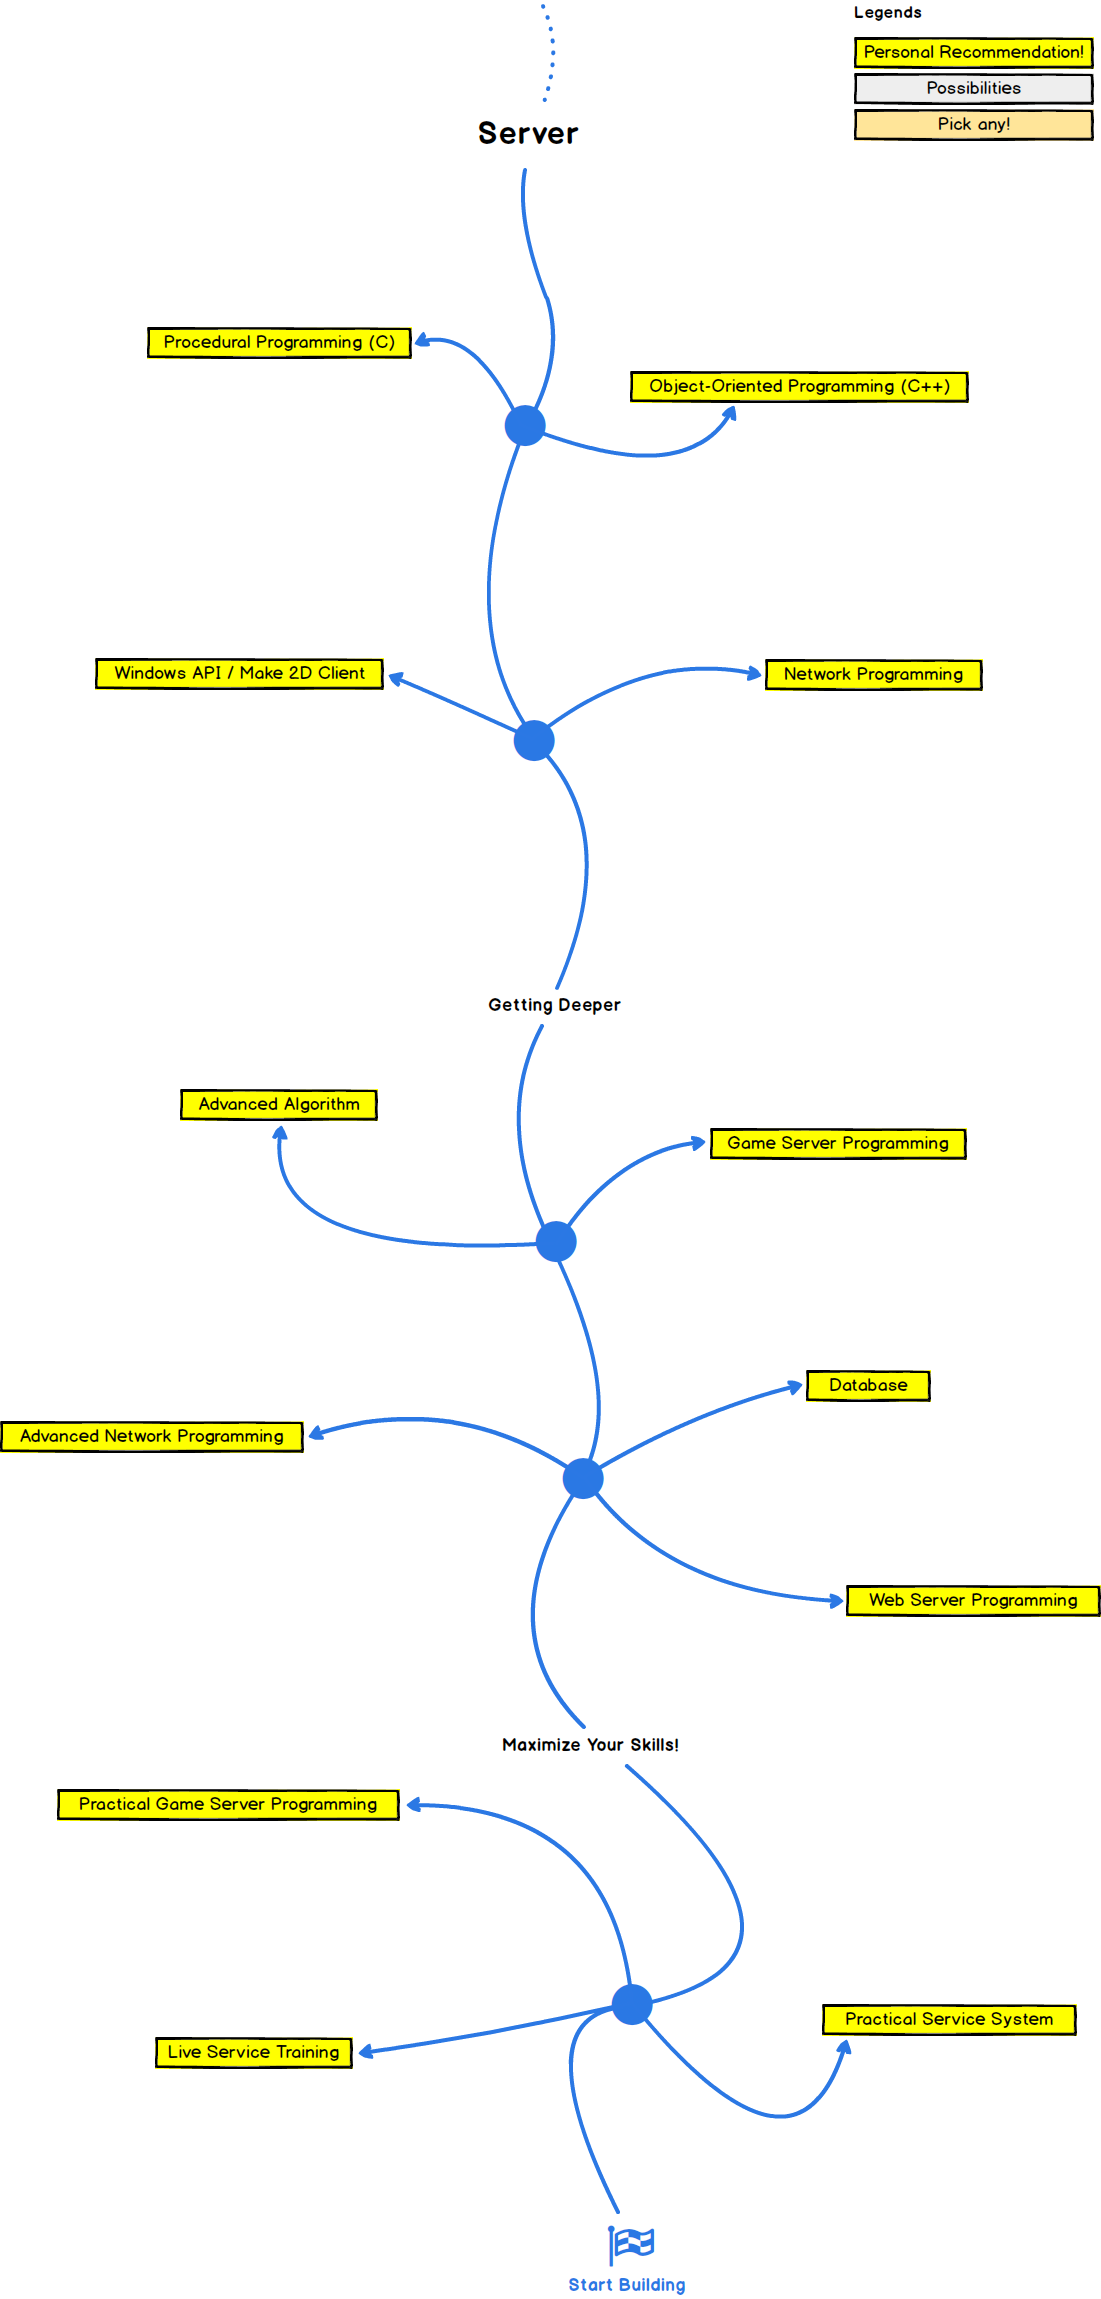 Legends
Personal Recommendation!
Possibilities
Pick any!
Server
Procedural Programming (C)
Object-Oriented Programming (C++)
Windows API / Make 2D Client
Network Programming
Getting Deeper
Advanced Algorithm
Game Server Programming
Database
Advanced Network Programming
Web Server Programming
Maximize Your Skills!
Practical Game Server Programming
Practical Service System
Live Service Training
Start Building